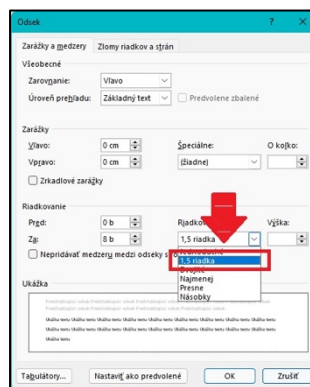 Odsek ? ×
Zarážky a medzery Zlomy riadkov a strán
Všeobecné
Zarovnanie: Vľavo
Úroveň prehľadu: Základný text Predvolene zbalené
Zarážky
Vľavo: 0 cm Špeciálne: O koľko:
Vpravo: 0 cm (žiadne)
Zrkadlové zarážky
Riadkovanie
Pred: 0 b Výška:
Za: 8 b 1,5 riadka
Nepridávať medzeru medzi odseky
1,5 riadka
Dvojité
Najmenej
Presne
Násobky
Ukážka
Tabulátory... Nastaviť ako predvolené OK Zrušiť